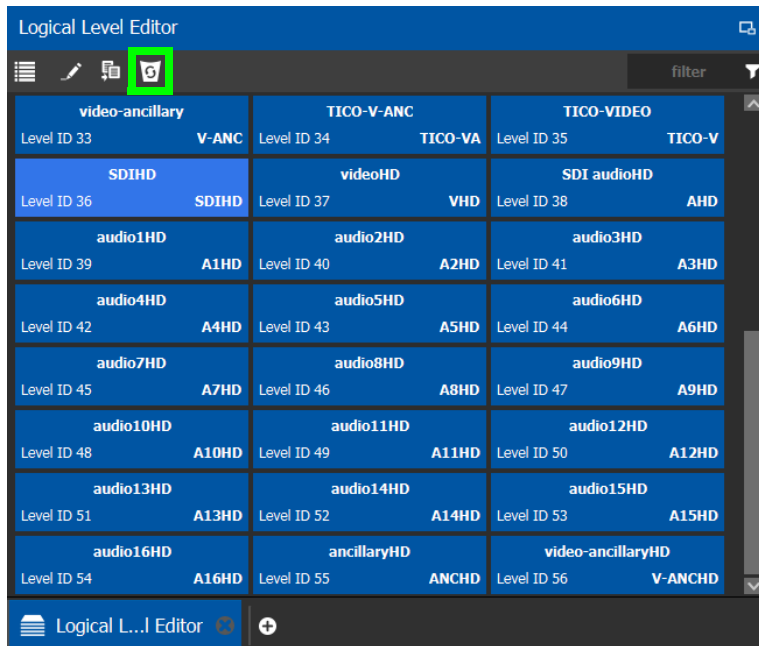 Logical Level Editor
filter
video-ancillary TICO-V-ANC TICO-VIDEO
Level ID 33 V-ANC Level ID 34 TICO-VA Level ID 35 TICO-V
SDIHD videoHD SDI audioHD
Level ID 36 SDIHD Level ID 37 VHD Level ID 38 AHD
audio1HD audio2HD audio3HD
Level ID 39 A1HD Level ID 40 A2HD Level ID 41 A3HD
audio4HD audio5HD audio6HD
Level ID 42 A4HD Level ID 43 A5HD Level ID 44 A6HD
audio7HD audio8HD audio9HD
Level ID 45 A7HD Level ID 46 A8HD Level ID 47 A9HD
audio10HD audio11HD audio12HD
Level ID 48 A10HD Level ID 49 A11HD Level ID 50 A12HD
audio13HD audio14HD audio15HD
Level ID 51 A13HD Level ID 52 A14HD Level ID 53 A15HD
audio16HD ancillaryHD video-ancillaryHD
Level ID 54 A16HD Level ID 55 ANCHD Level ID 56 V-ANCHD
Logical L...l Editor